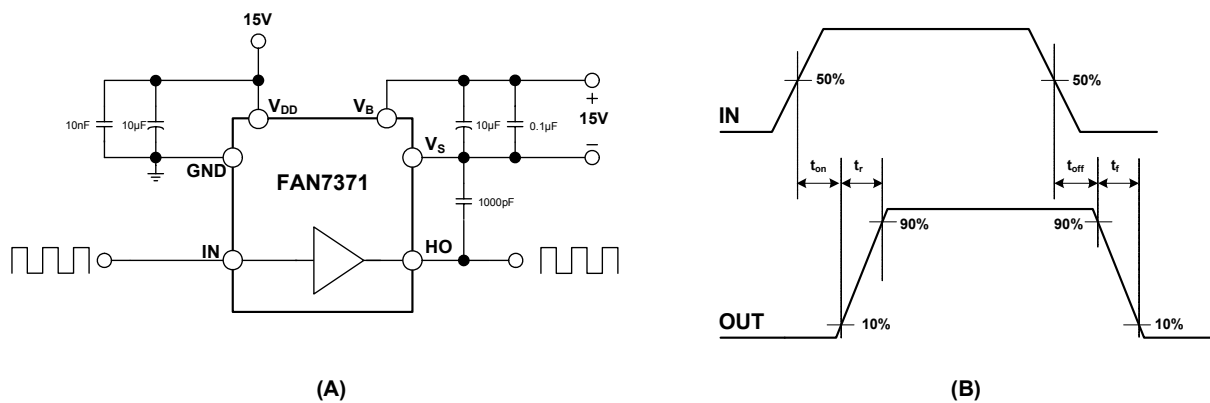 15V
10nF
10µF
VDD
VB
10µF
0.1µF
+
15V
−
VS
GND
FAN7371
1000pF
IN
HO
(A)
50%
50%
IN
ton
tr
toff
tf
90%
90%
OUT
10%
10%
(B)